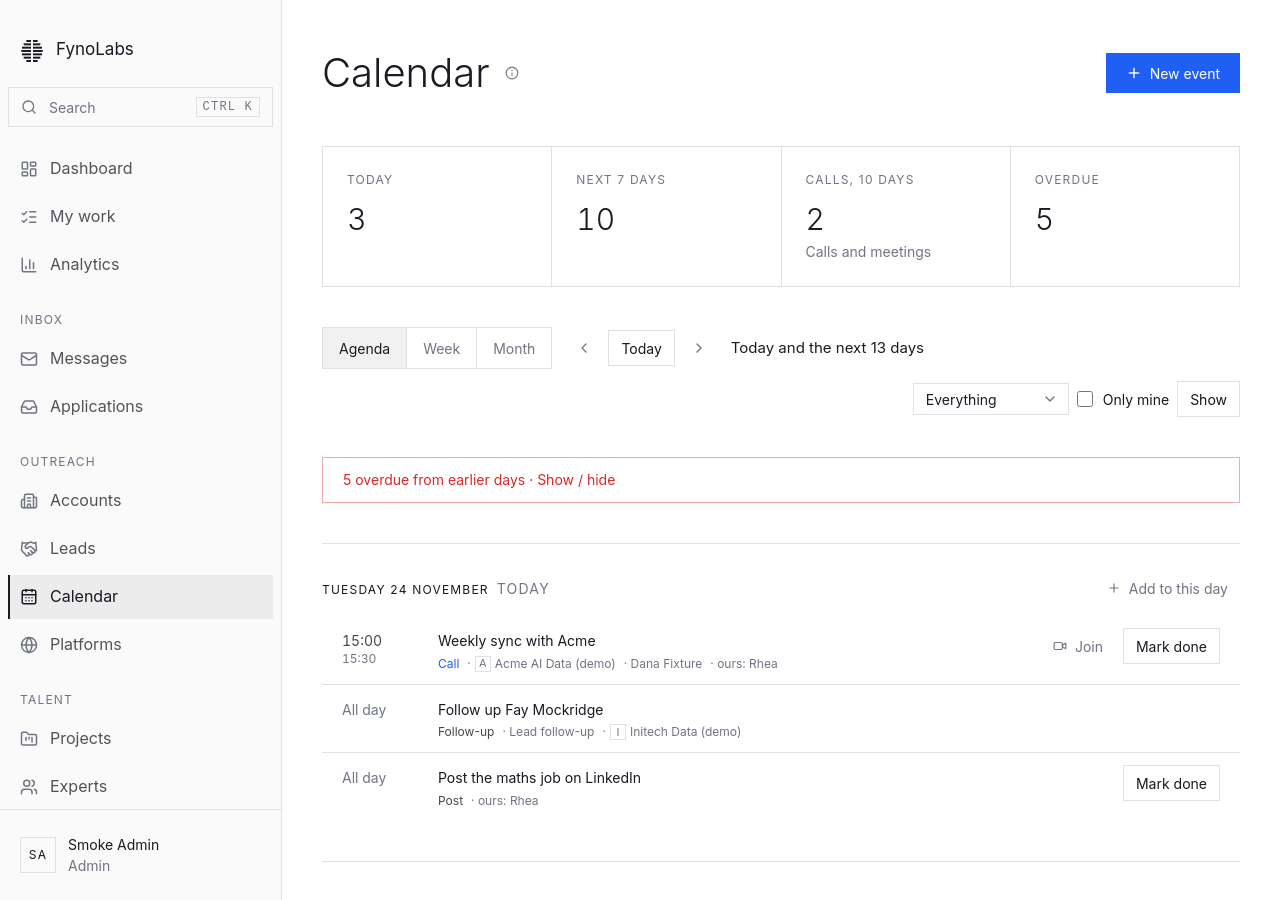 FynoLabs
Search CTRL K
Dashboard
My work
Analytics
INBOX
Messages
Applications
OUTREACH
Accounts
Leads
Calendar
Platforms
TALENT
Projects
Experts
SA Smoke Admin
Admin
Calendar
+ New event
TODAY
3
NEXT 7 DAYS
10
CALLS, 10 DAYS
2
Calls and meetings
OVERDUE
5
Agenda Week Month Today Today and the next 13 days
Everything Only mine Show
5 overdue from earlier days · Show / hide
TUESDAY 24 NOVEMBER TODAY + Add to this day
15:00 Weekly sync with Acme Join Mark done
15:30 Call · A Acme AI Data (demo) · Dana Fixture · ours: Rhea
All day Follow up Fay Mockridge
Follow-up · Lead follow-up · I Initech Data (demo)
All day Post the maths job on LinkedIn Mark done
Post · ours: Rhea